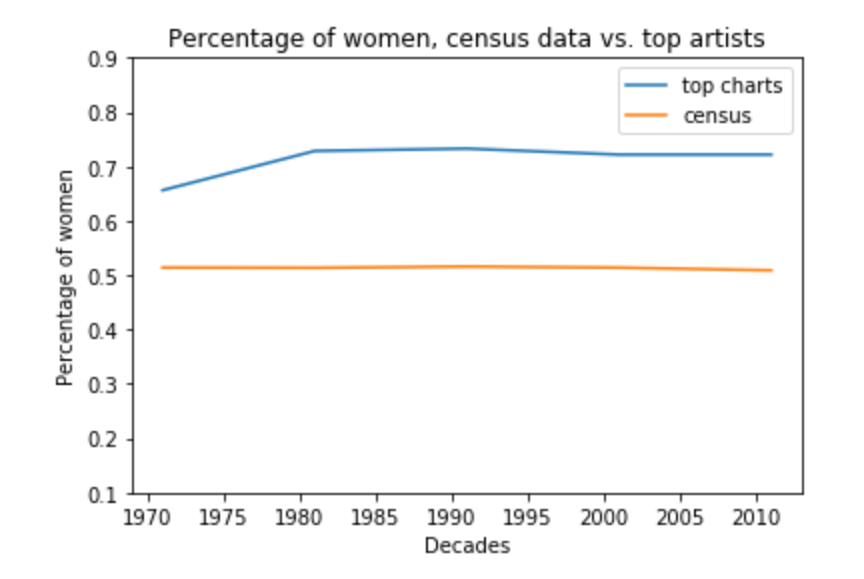 Percentage of women, census data vs. top artists
0.9
0.8
0.7
0.6
0.5
0.4
0.3
0.2
0.1
Percentage of women
top charts
census
1970 1975 1980 1985 1990 1995 2000 2005 2010
Decades